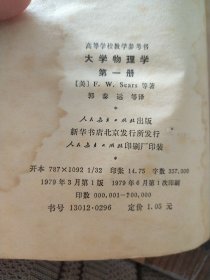 高等学校教学参考书
大学物理学
第一册
〔美〕F. W. Sears 等著
郭泰运 等译
人民教育出版社出版
新华书店北京发行所发行
人民教育出版社印刷厂印装
开本 787×1092 1/32 印张 14.75 字数 357,000
1979年3月第1版 1979年6月第1次印刷
印数 000,001-200,000
书号 13012·0296 定价 1.05 元